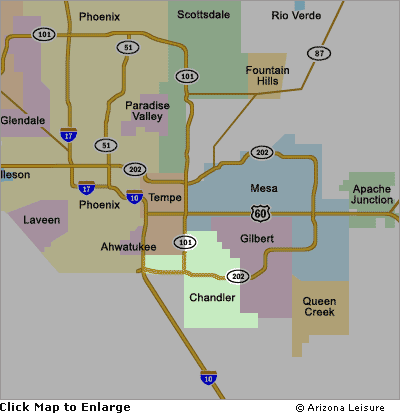 Phoenix
Scottsdale
Rio Verde
101
51
87
101
Fountain
Hills
Paradise
Valley
Glendale
17
51
202
202
lleson
17
10
Tempe
Mesa
Apache
Junction
Phoenix
60
Laveen
Ahwatukee
101
Gilbert
202
Chandler
Queen
Creek
10
Click Map to Enlarge
© Arizona Leisure